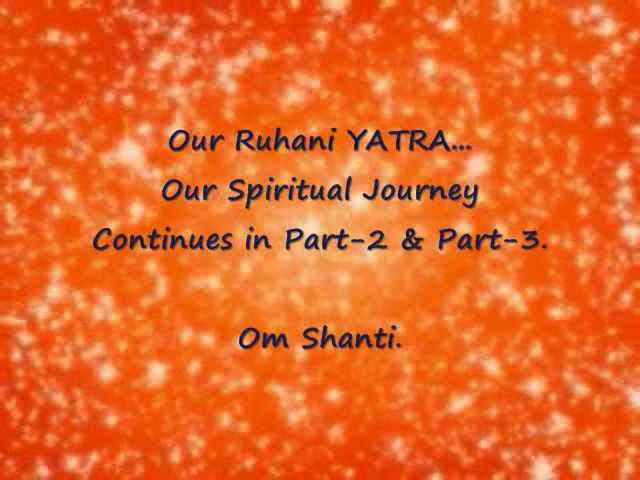 Our Ruhani YATRA...
Our Spiritual Journey
Continues in Part-2 & Part-3.
Om Shanti.